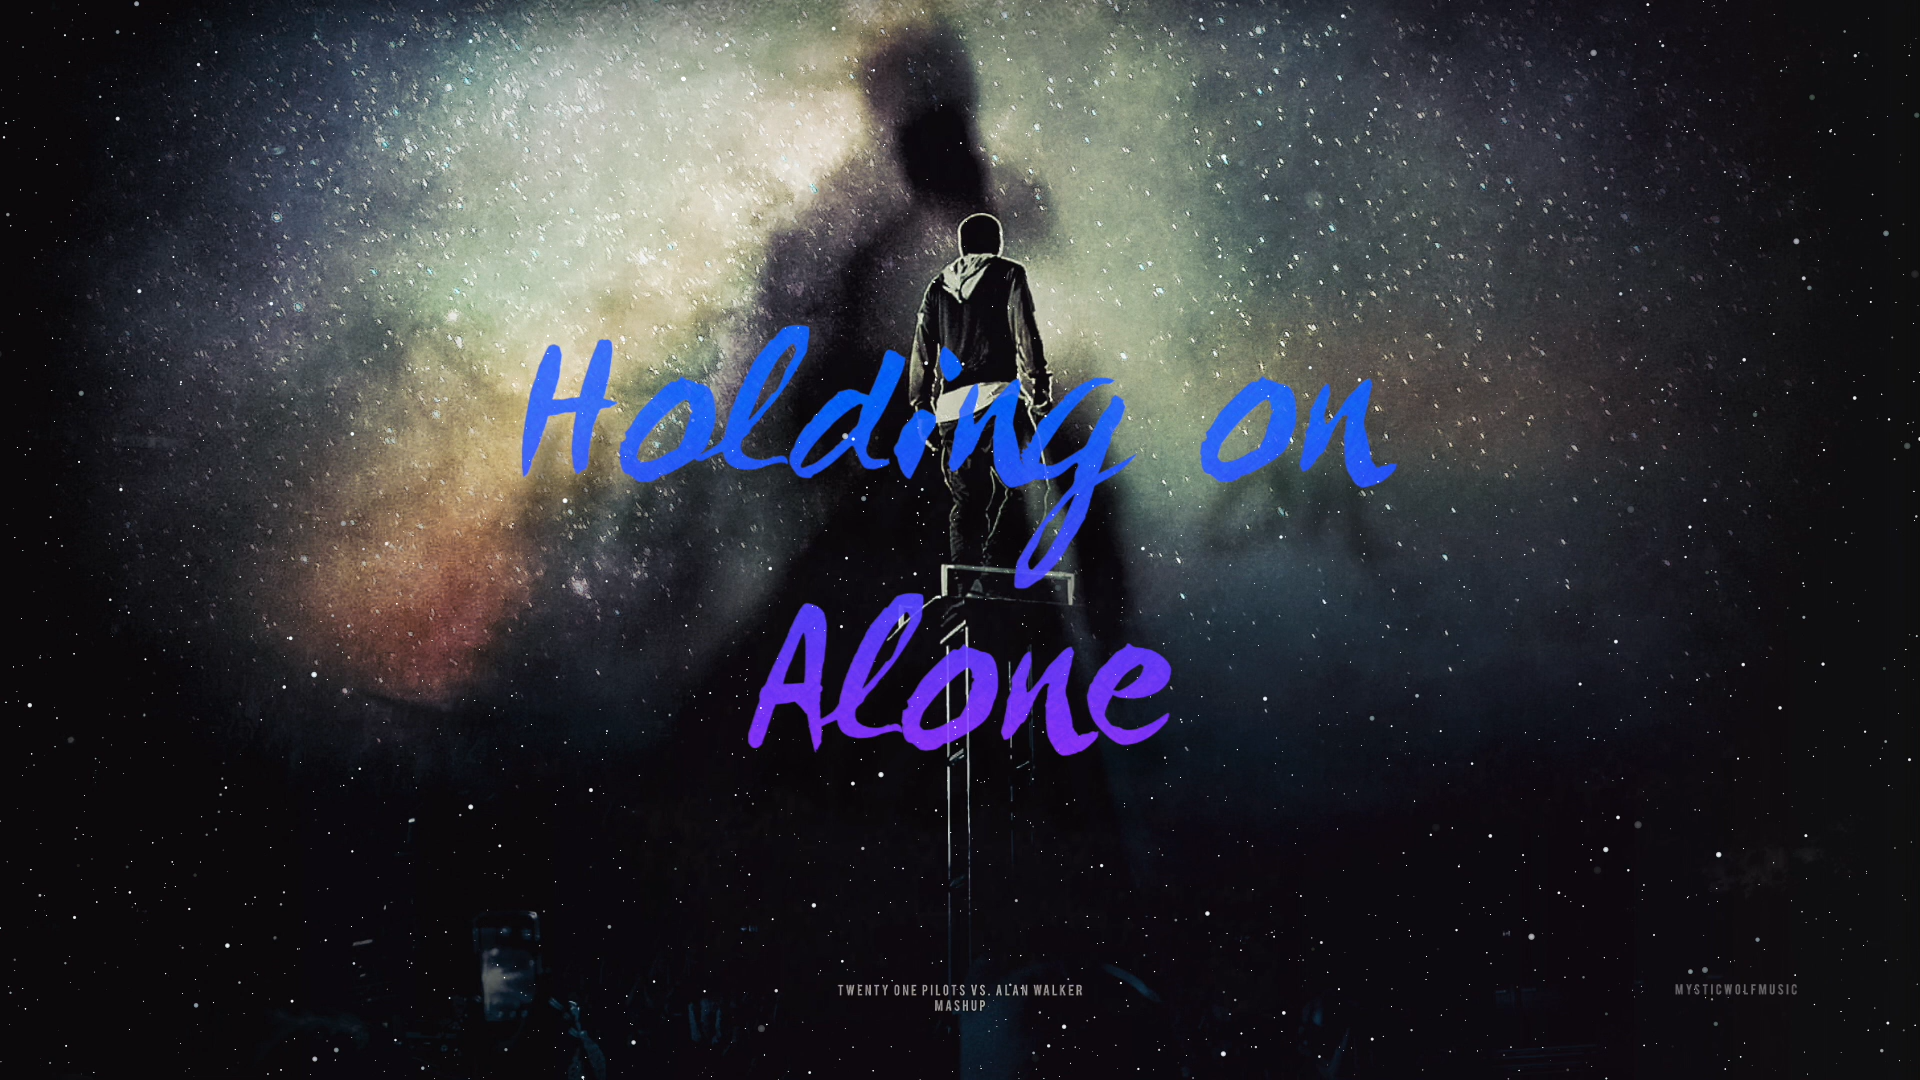 Holding on
Alone
TWENTY ONE PILOTS VS. ALAN WALKER
MASHUP
MYSTICWOLFMUSIC